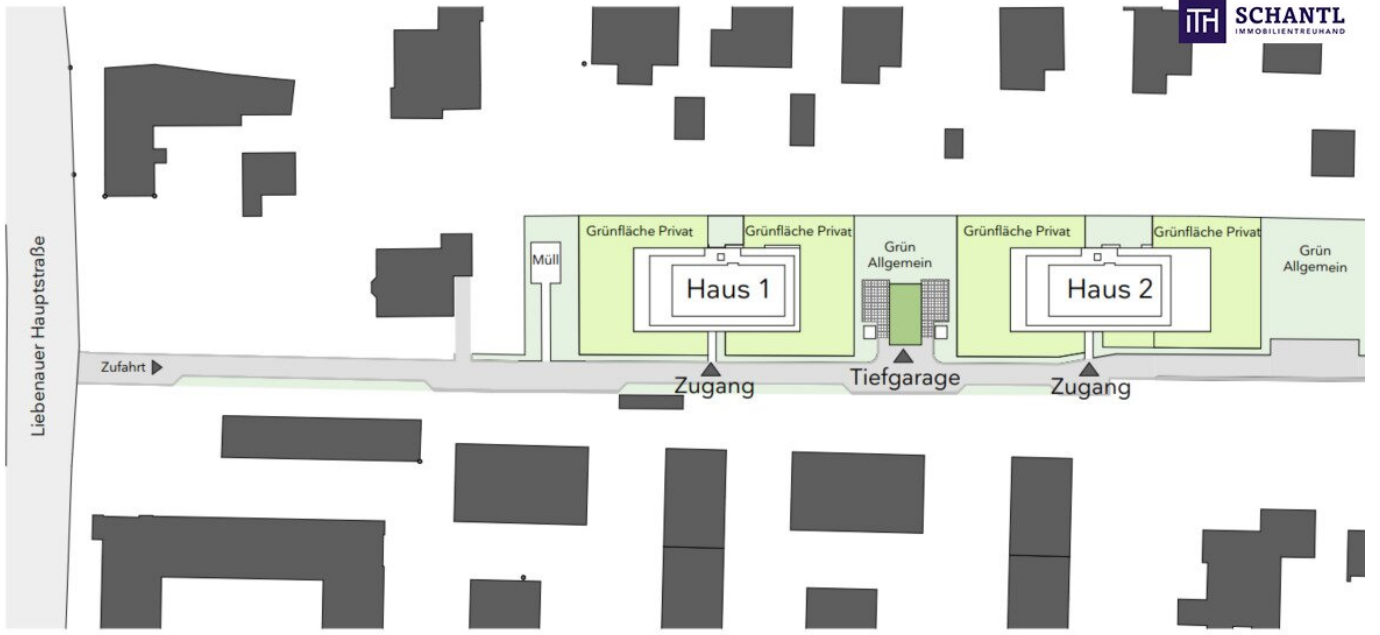 ITH SCHANTL
IMMOBILIENTREUHAND
Liebenauer Hauptstraße
Zufahrt
Müll
Grünfläche Privat
Haus 1
Grünfläche Privat
Zugang
Grün
Allgemein
Tiefgarage
Grünfläche Privat
Haus 2
Grünfläche Privat
Zugang
Grün
Allgemein